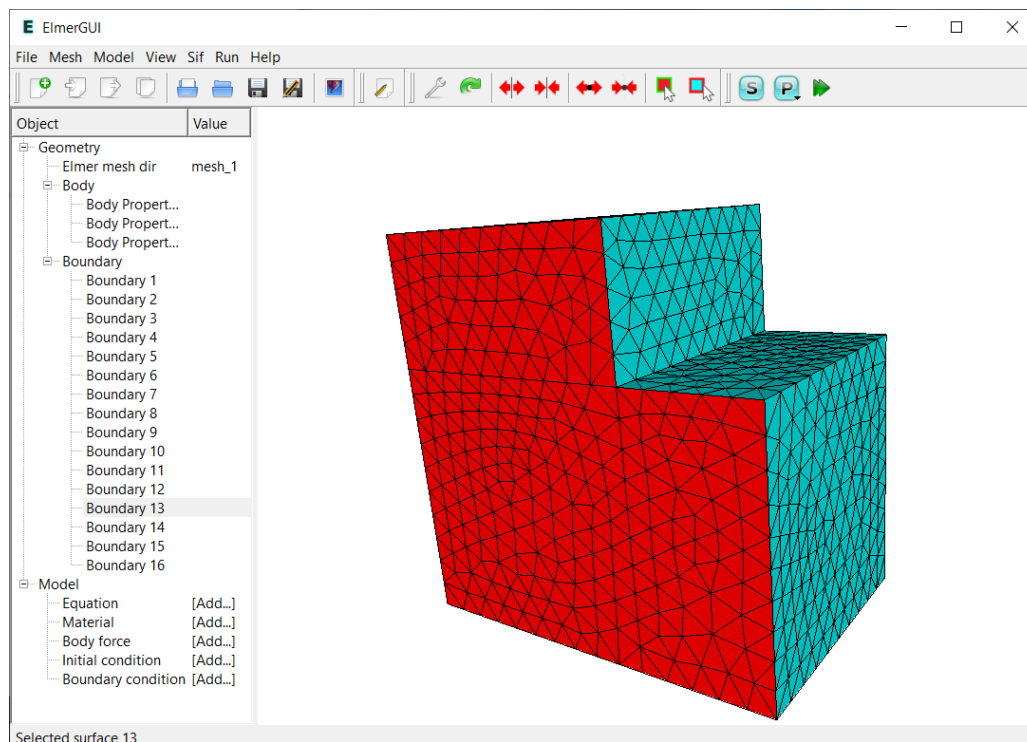 E ElmerGUI
File Mesh Model View Sif Run Help
S P
Object Value
Geometry
Elmer mesh dir mesh_1
Body
Body Propert...
Body Propert...
Body Propert...
Boundary
Boundary 1
Boundary 2
Boundary 3
Boundary 4
Boundary 5
Boundary 6
Boundary 7
Boundary 8
Boundary 9
Boundary 10
Boundary 11
Boundary 12
Boundary 13
Boundary 14
Boundary 15
Boundary 16
Model
Equation [Add...]
Material [Add...]
Body force [Add...]
Initial condition [Add...]
Boundary condition [Add...]
Selected surface 13